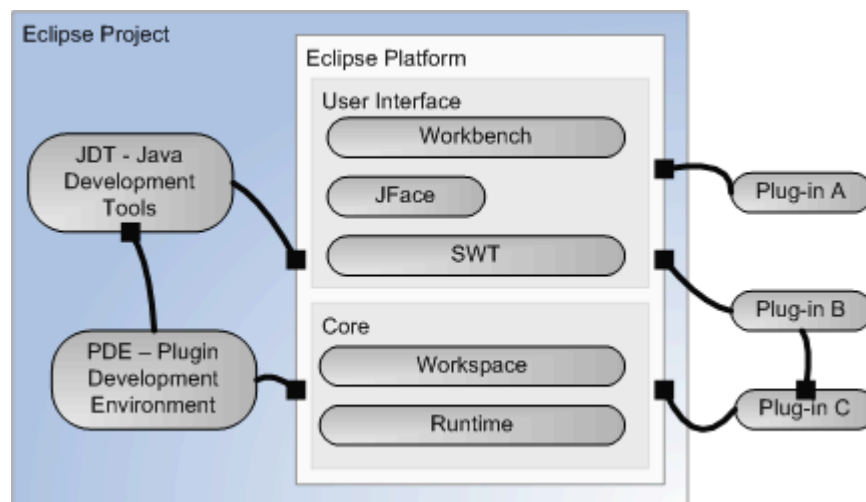 Eclipse Project
Eclipse Platform
User Interface
Workbench
JFace
SWT
Core
Workspace
Runtime
JDT - Java
Development
Tools
PDE – Plugin
Development
Environment
Plug-in A
Plug-in B
Plug-in C